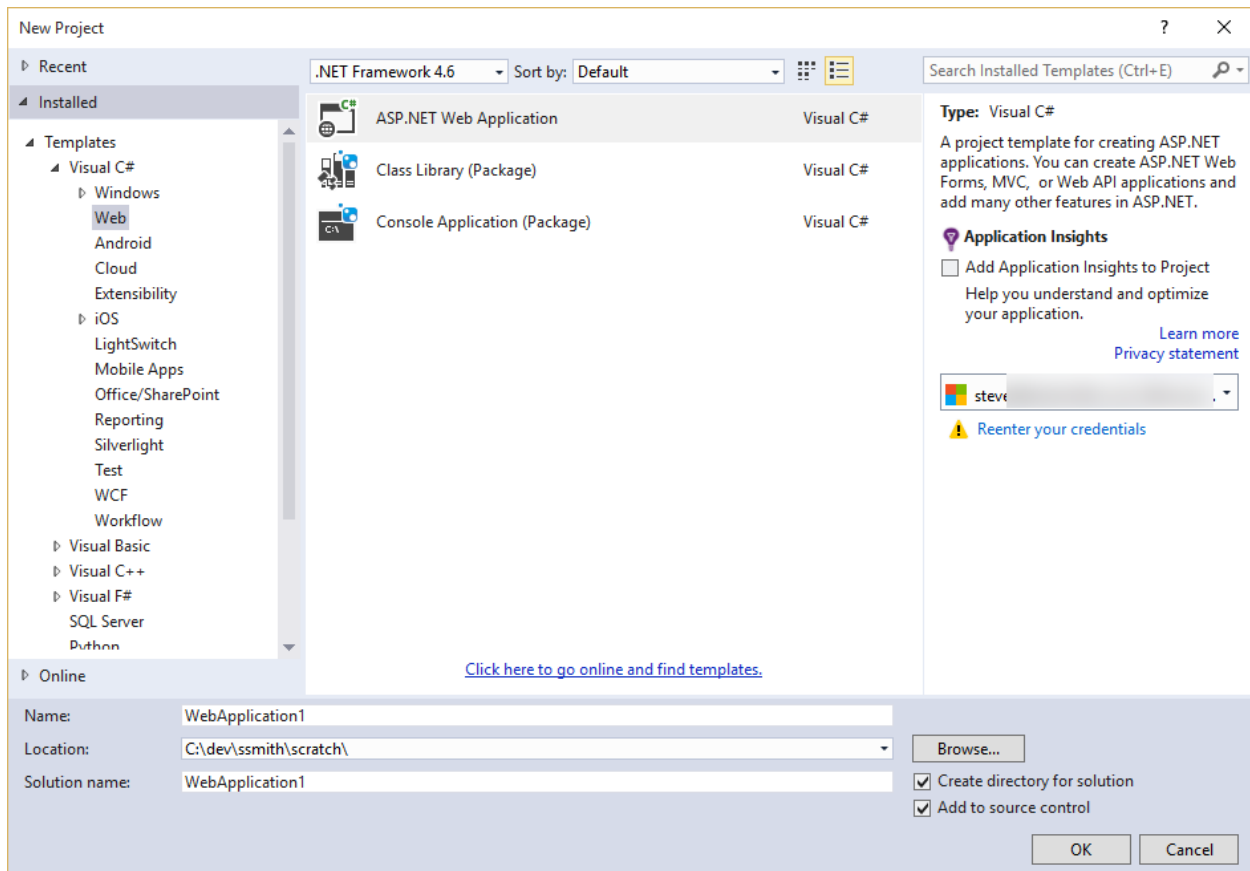 New Project
?
Recent
Installed
.NET Framework 4.6
Sort by:
Default
Search Installed Templates (Ctrl+E)
Templates
Visual C#
Windows
Web
Android
Cloud
Extensibility
iOS
LightSwitch
Mobile Apps
Office/SharePoint
Reporting
Silverlight
Test
WCF
Workflow
Visual Basic
Visual C++
Visual F#
SQL Server
Python
Online
C#
ASP.NET Web Application Visual C#
Class Library (Package) Visual C#
C:\
Console Application (Package) Visual C#
Click here to go online and find templates.
Type: Visual C#
A project template for creating ASP.NET
applications. You can create ASP.NET Web
Forms, MVC, or Web API applications and
add many other features in ASP.NET.
Application Insights
Add Application Insights to Project
Help you understand and optimize
your application.
Learn more
Privacy statement
Reenter your credentials
Name: WebApplication1
Location: C:\dev\ssmith\scratch\
Browse...
Solution name: WebApplication1
Create directory for solution
Add to source control
OK
Cancel